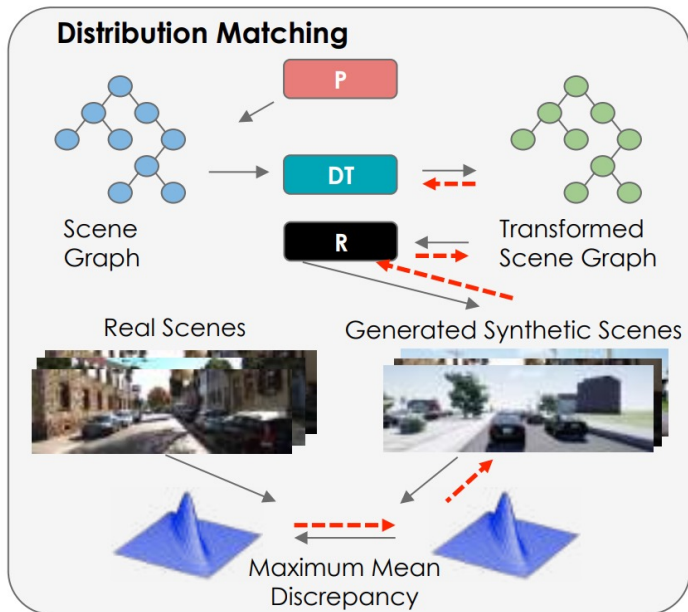 Distribution Matching
P
DT
R
Scene
Graph
Transformed
Scene Graph
Real Scenes
Generated Synthetic Scenes
Maximum Mean
Discrepancy